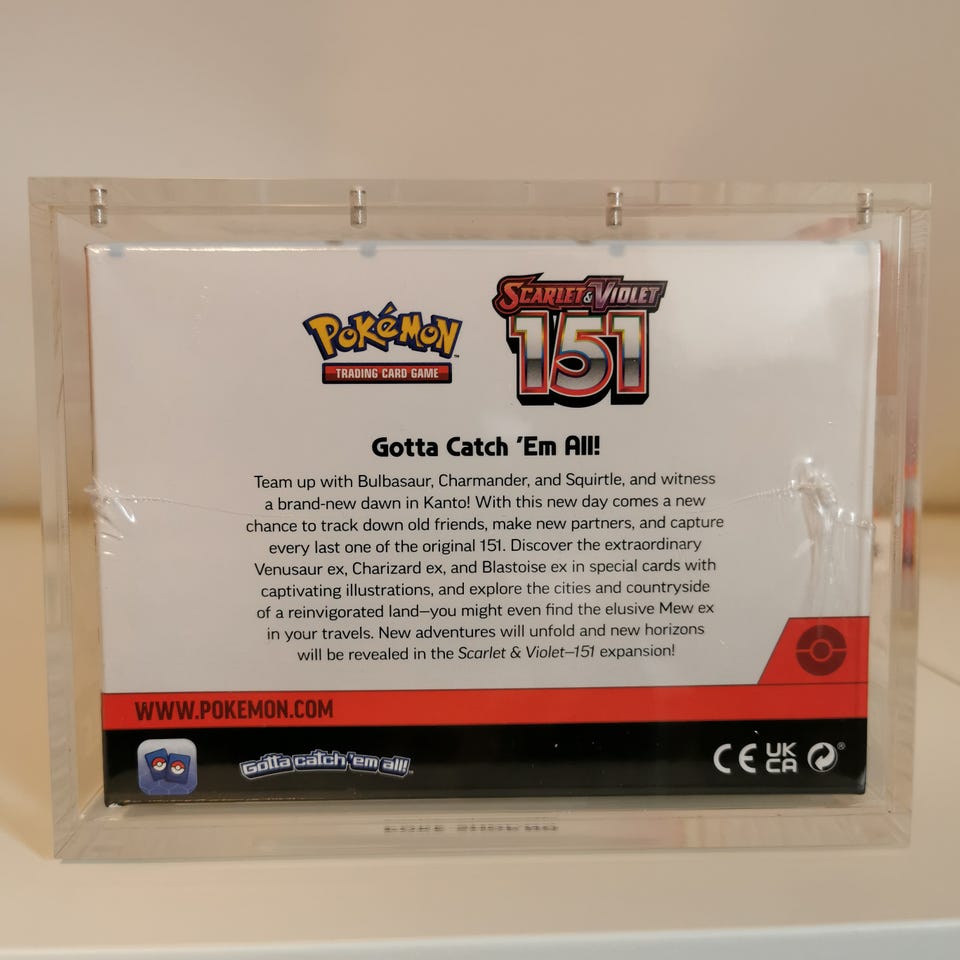 Pokémon
TRADING CARD GAME
SCARLET & VIOLET
151
Gotta Catch 'Em All!
Team up with Bulbasaur, Charmander, and Squirtle, and witness
a brand-new dawn in Kanto! With this new day comes a new
chance to track down old friends, make new partners, and capture
every last one of the original 151. Discover the extraordinary
Venusaur ex, Charizard ex, and Blastoise ex in special cards with
captivating illustrations, and explore the cities and countryside
of a reinvigorated land—you might even find the elusive Mew ex
in your travels. New adventures will unfold and new horizons
will be revealed in the Scarlet & Violet—151 expansion!
WWW.POKEMON.COM
Gotta catch 'em all!™
CE UK CA ®